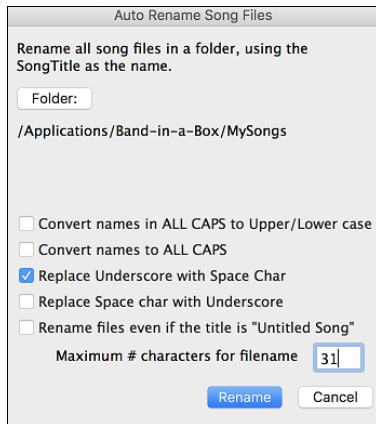 Auto Rename Song Files
Rename all song files in a folder, using the
SongTitle as the name.
Folder:
/Applications/Band-in-a-Box/MySongs
Convert names in ALL CAPS to Upper/Lower case
Convert names to ALL CAPS
Replace Underscore with Space Char
Replace Space char with Underscore
Rename files even if the title is "Untitled Song"
Maximum # characters for filename 31
Rename Cancel